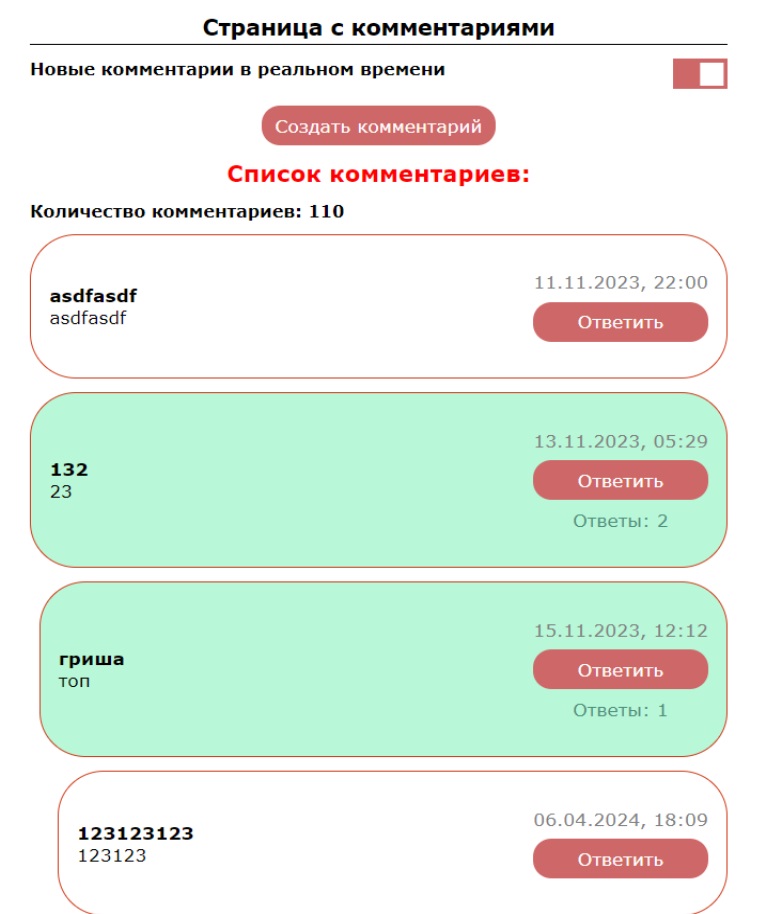 Страница с комментариями
Новые комментарии в реальном времени
Создать комментарий
Список комментариев:
Количество комментариев: 110
11.11.2023, 22:00
asdfasdf
asdfasdf
Ответить
13.11.2023, 05:29
132
23
Ответить
Ответы: 2
15.11.2023, 12:12
гриша
топ
Ответить
Ответы: 1
06.04.2024, 18:09
123123123
123123
Ответить